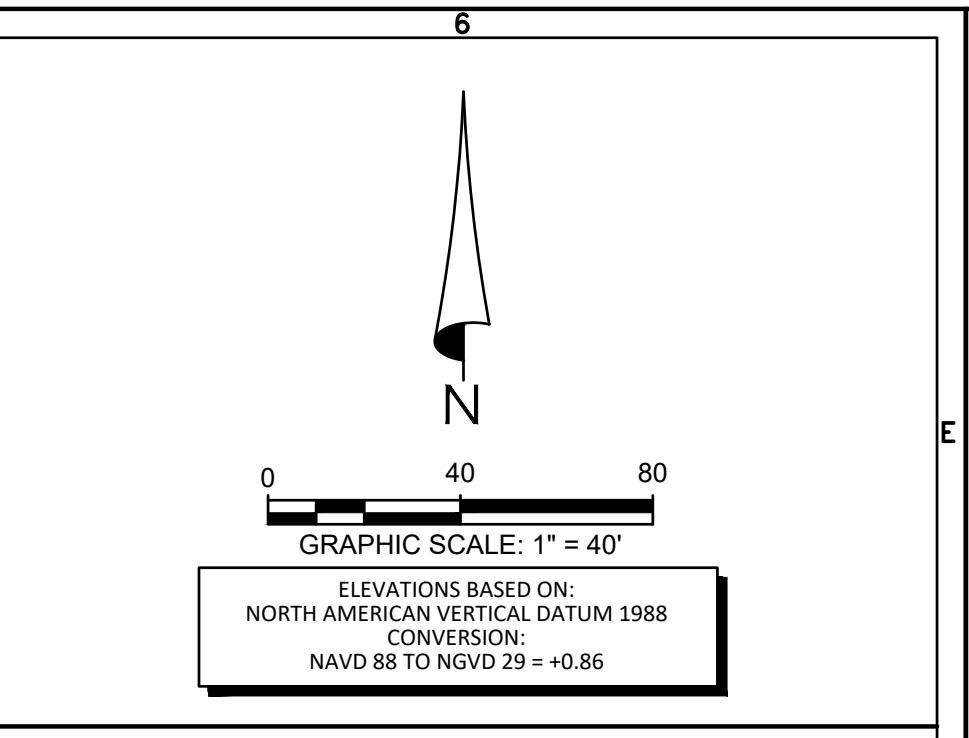 6
N
E
0 40 80
GRAPHIC SCALE: 1" = 40'
ELEVATIONS BASED ON:
NORTH AMERICAN VERTICAL DATUM 1988
CONVERSION:
NAVD 88 TO NGVD 29 = +0.86